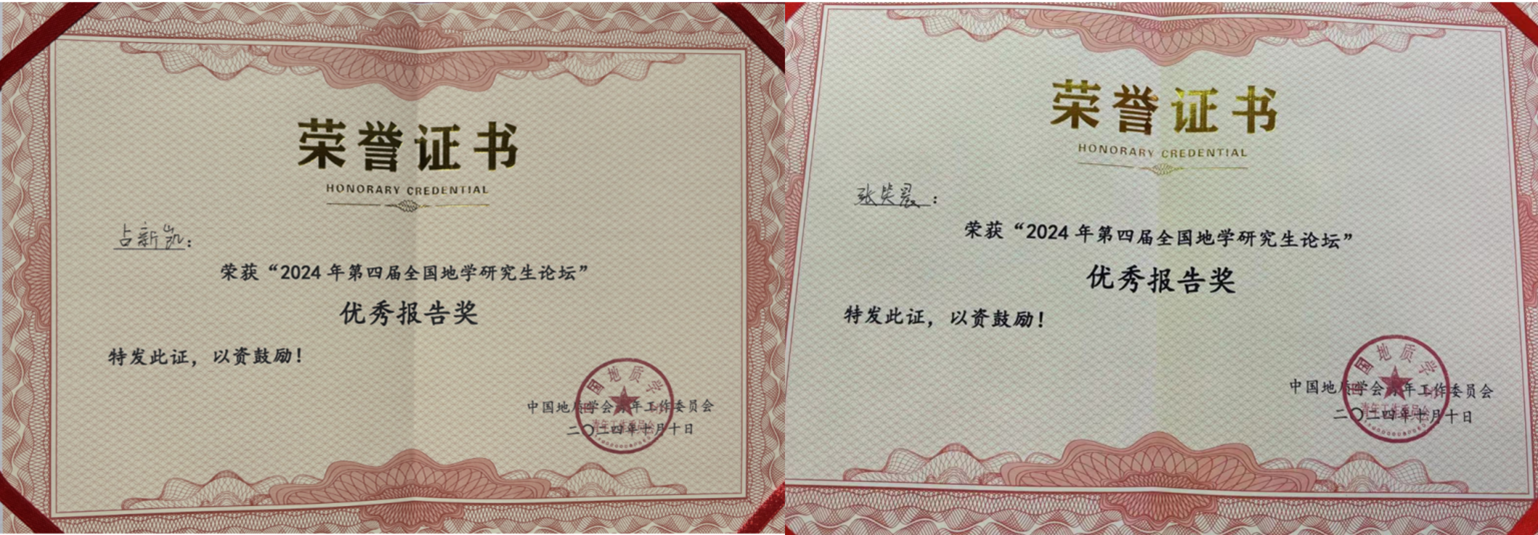 荣誉证书
HONORARY CREDENTIAL
占新凯：
荣获“2024年第四届全国地学研究生论坛”
优秀报告奖
特发此证，以资鼓励！
中国地质学会青年工作委员会
二〇二四年十月十日
荣誉证书
HONORARY CREDENTIAL
张笑晨：
荣获“2024年第四届全国地学研究生论坛”
优秀报告奖
特发此证，以资鼓励！
中国地质学会青年工作委员会
二〇二四年十月十日